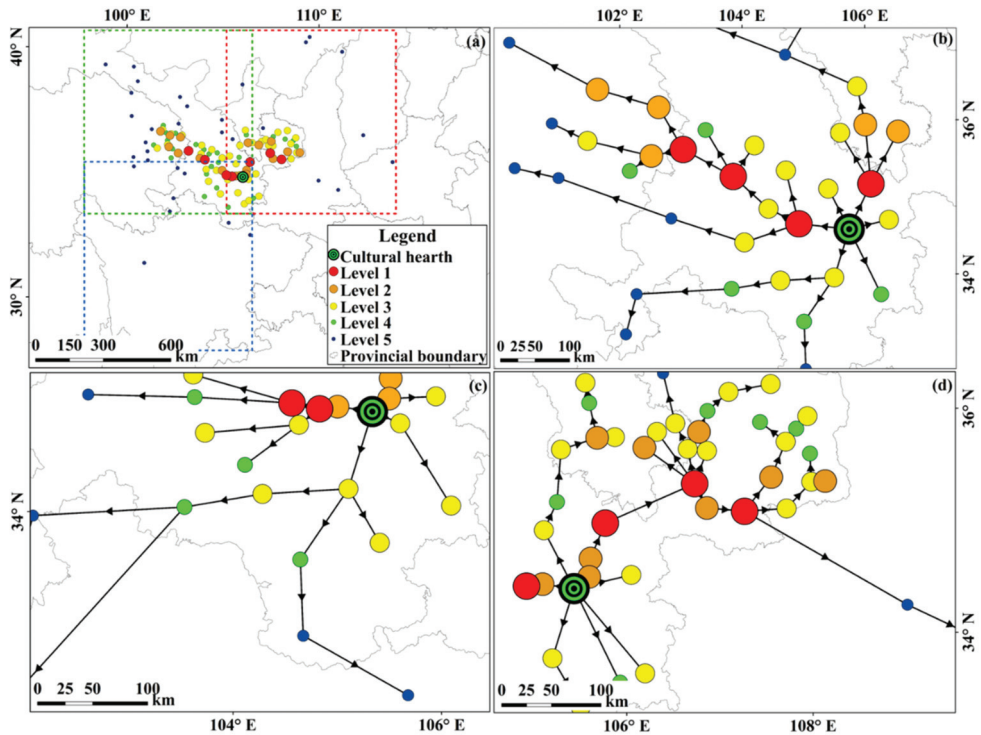 100° E 110° E
40° N
30° N
(a)
Legend
Cultural hearth
Level 1
Level 2
Level 3
Level 4
Level 5
Provincial boundary
0 150 300 600
km
102° E 104° E 106° E
(b)
36° N
34° N
0 2550 100
km
(c)
34° N
0 25 50 100
km
104° E 106° E
(d)
36° N
34° N
0 25 50 100
km
106° E 108° E